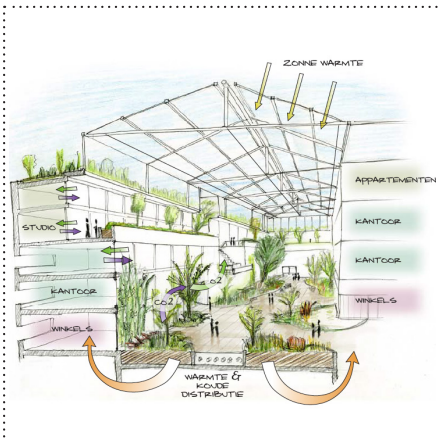 ZONNE WARMTE
APPARTEMENTEN
STUDIO
KANTOOR
KANTOOR
KANTOOR
WINKELS
WINKELS
CO2
O2
WARMTE &
KOUDE
DISTRIBUTIE